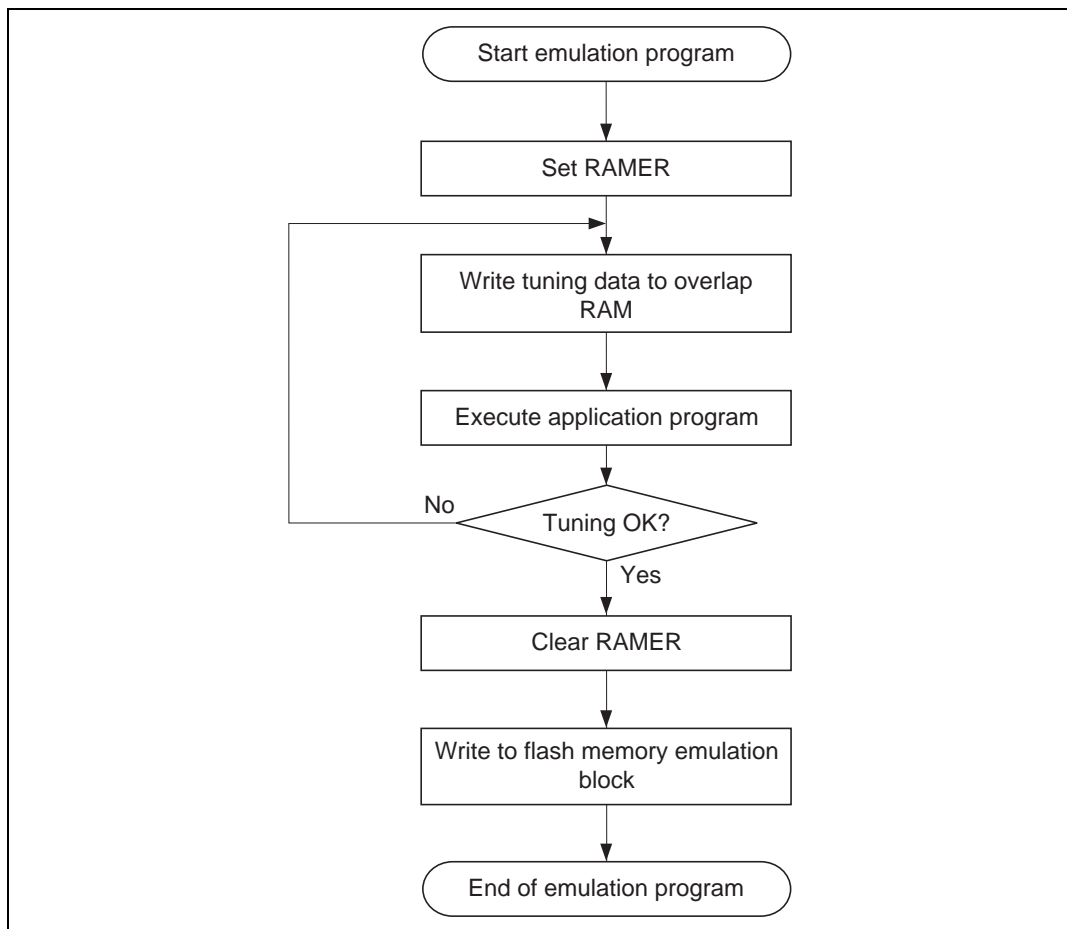 Start emulation program
Set RAMER
Write tuning data to overlap
RAM
Execute application program
No
Tuning OK?
Yes
Clear RAMER
Write to flash memory emulation
block
End of emulation program